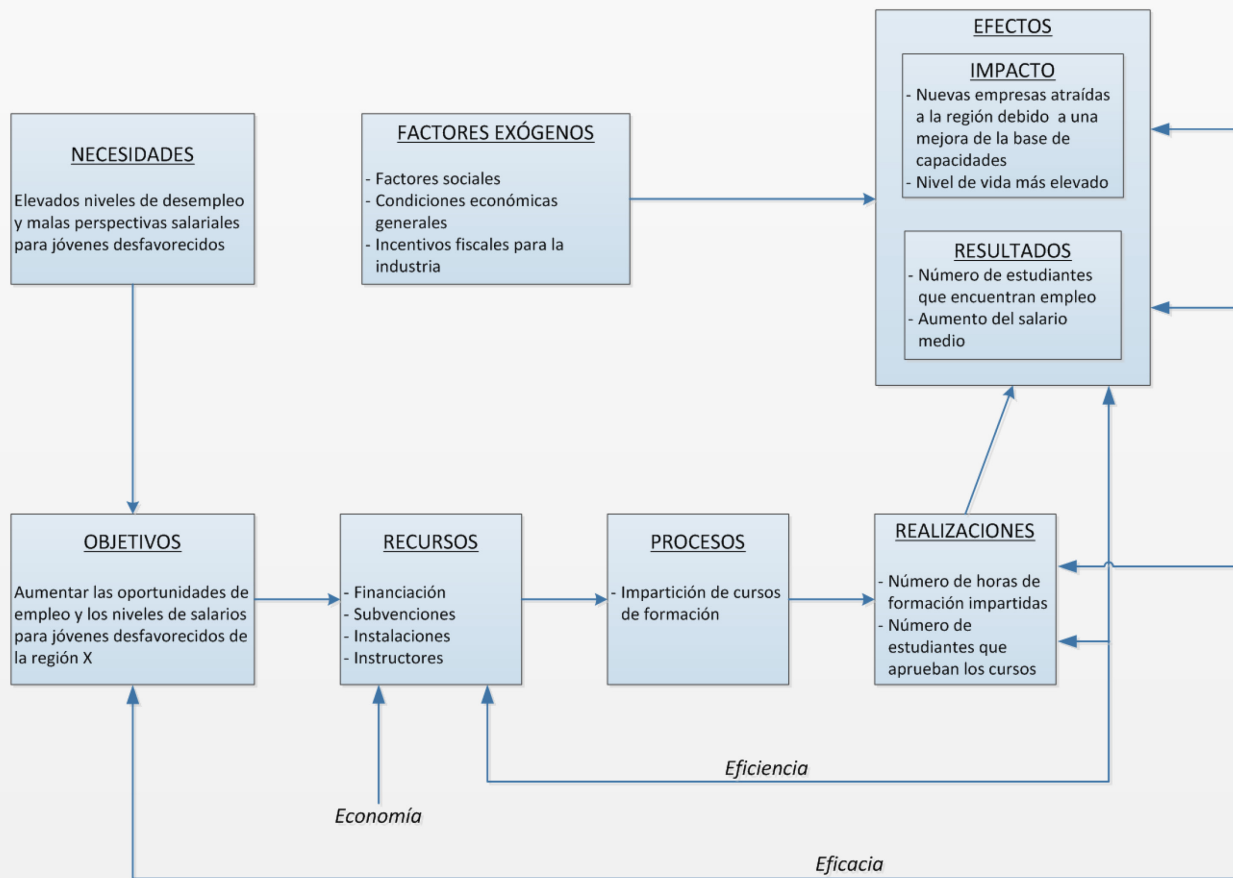 EFECTOS
IMPACTO
- Nuevas empresas atraídas
a la región debido a una
mejora de la base de
capacidades
- Nivel de vida más elevado
RESULTADOS
- Número de estudiantes
que encuentran empleo
- Aumento del salario
medio
NECESIDADES
Elevados niveles de desempleo
y malas perspectivas salariales
para jóvenes desfavorecidos
FACTORES EXÓGENOS
- Factores sociales
- Condiciones económicas
generales
- Incentivos fiscales para la
industria
OBJETIVOS
Aumentar las oportunidades de
empleo y los niveles de salarios
para jóvenes desfavorecidos de
la región X
RECURSOS
- Financiación
- Subvenciones
- Instalaciones
- Instructores
PROCESOS
- Impartición de cursos
de formación
REALIZACIONES
- Número de horas de
formación impartidas
- Número de
estudiantes que
aprueban los cursos
Eficiencia
Economía
Eficacia